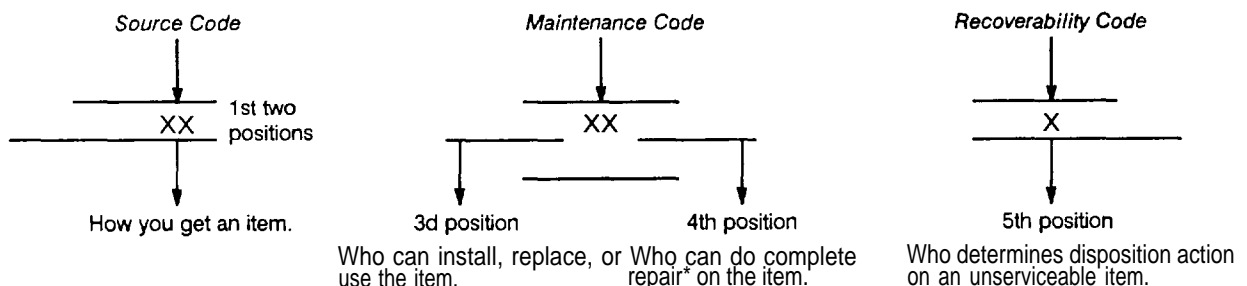 Source Code
Maintenance Code
Recoverability Code
1st two
positions
XX
XX
X
How you get an item.
3d position
4th position
5th position
Who can install, replace, or
use the item.
Who can do complete
repair* on the item.
Who determines disposition action
on an unserviceable item.